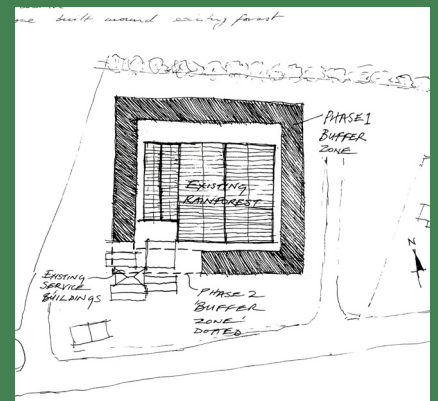 built around existing forest
PHASE 1
BUFFER
ZONE
EXISTING
RAINFOREST
N
EXISTING
SERVICE
BUILDINGS
PHASE 2
'BUFFER
ZONE'
DOTTED